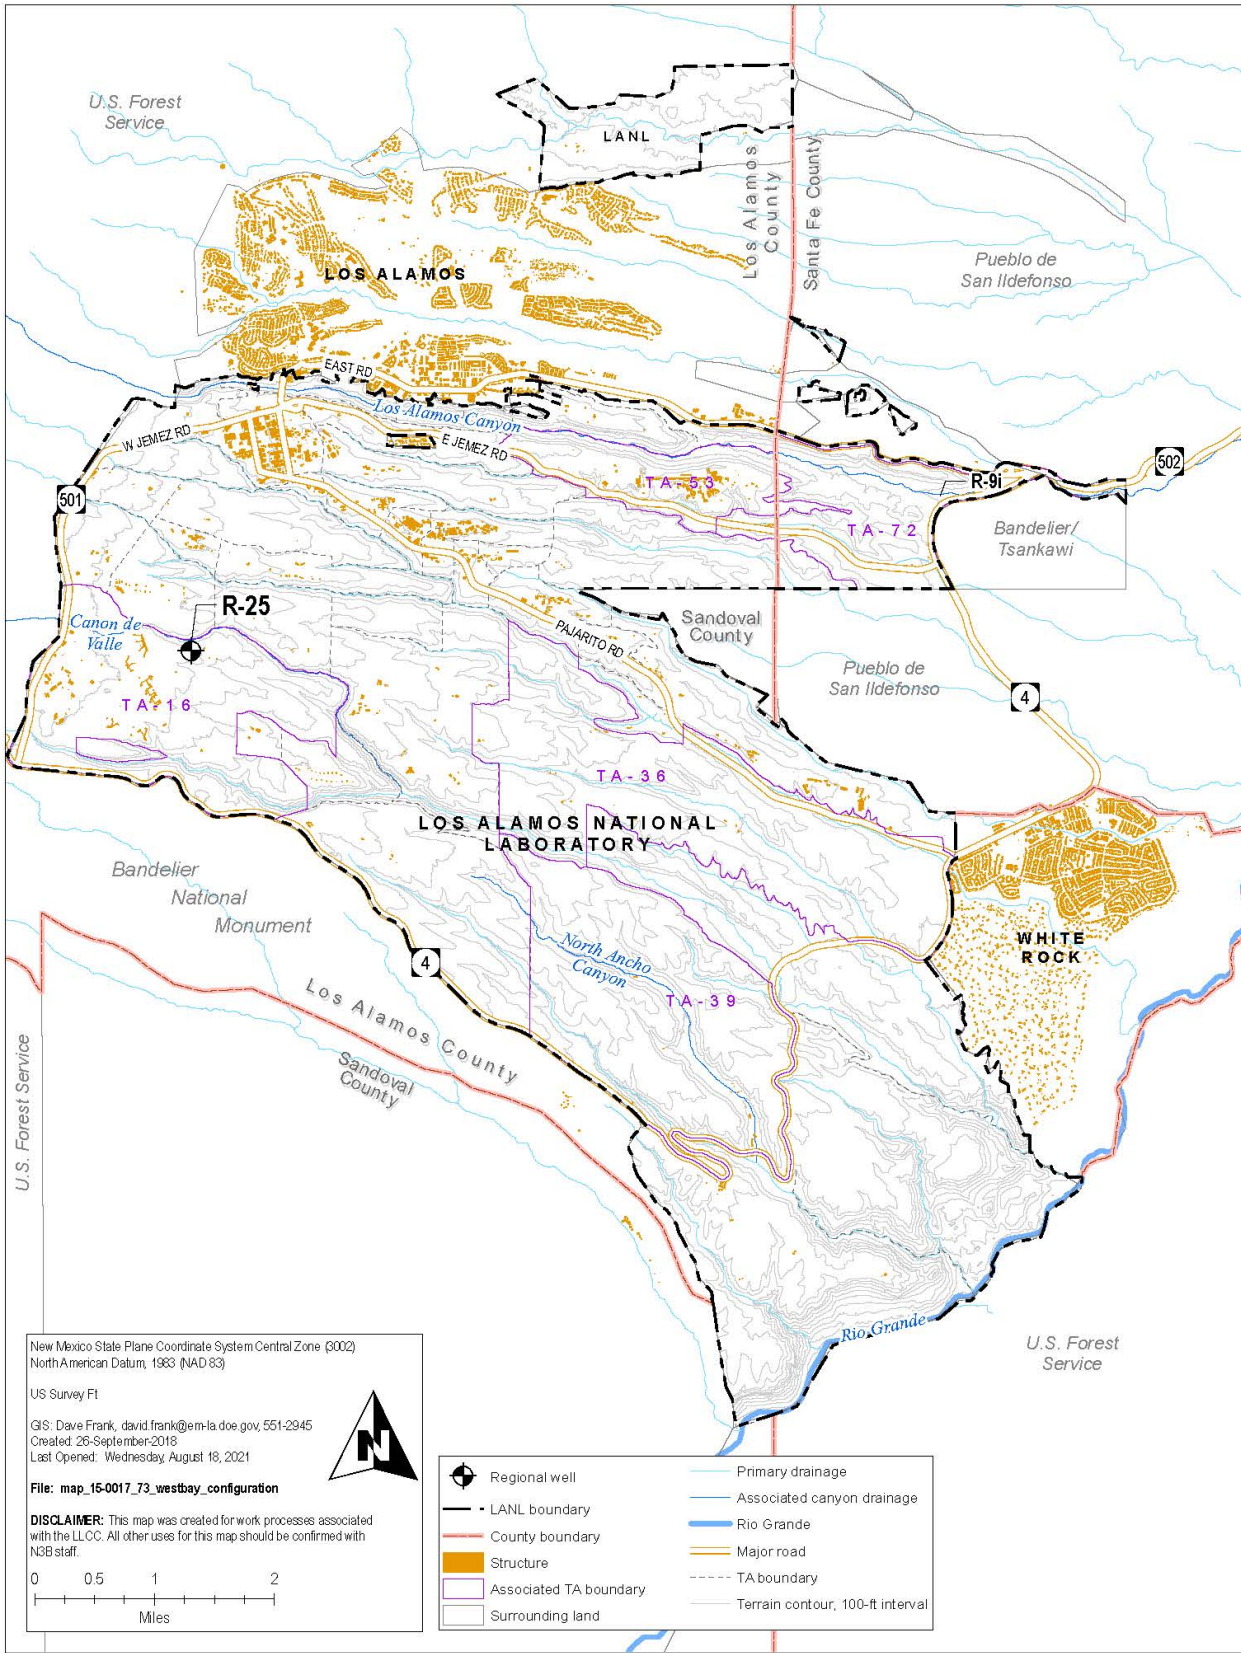 U.S. Forest
Service
LANL
Los Alamos
County
Santa Fe County
LOS ALAMOS
Pueblo de
San Ildefonso
EAST RD
Los Alamos Canyon
W JEMEZ RD
E JEMEZ RD
502
501
TA-53
R-9i
TA-72
Bandelier/
Tsankawi
R-25
Canon de
Valle
PAJARITO RD
Sandoval
County
Pueblo de
San Ildefonso
4
TA-16
TA-36
LOS ALAMOS NATIONAL
LABORATORY
Bandelier
National
Monument
WHITE
ROCK
North Ancho
Canyon
4
TA-39
Los Alamos County
Sandoval
County
U.S. Forest Service
Rio Grande
U.S. Forest
Service
New Mexico State Plane Coordinate System Central Zone (3002)
North American Datum, 1983 (NAD 83)
US Survey Ft
GIS: Dave Frank, david.frank@em-la.doe.gov, 551-2945
Created: 26-September-2018
Last Opened: Wednesday, August 18, 2021
N
File: map_15-0017_73_westbay_configuration
DISCLAIMER: This map was created for work processes associated
with the LLCC. All other uses for this map should be confirmed with
N3B staff.
0 0.5 1 2
Miles
Regional well
LANL boundary
County boundary
Structure
Associated TA boundary
Surrounding land
Primary drainage
Associated canyon drainage
Rio Grande
Major road
TA boundary
Terrain contour, 100-ft interval